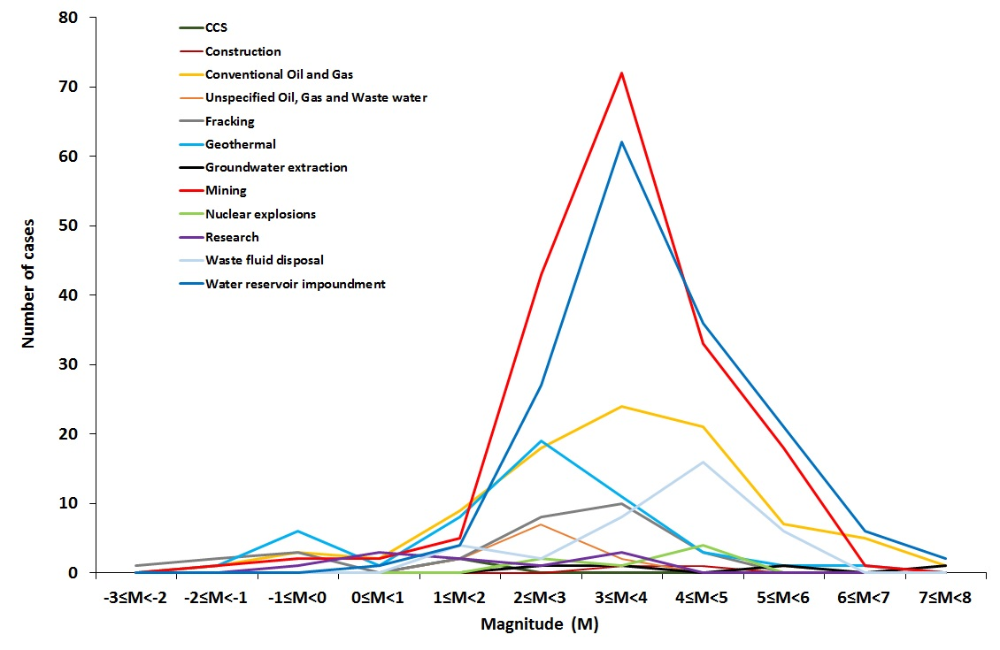 80
70
60
50
40
30
20
10
0
Number of cases
CCS
Construction
Conventional Oil and Gas
Unspecified Oil, Gas and Waste water
Fracking
Geothermal
Groundwater extraction
Mining
Nuclear explosions
Research
Waste fluid disposal
Water reservoir impoundment
-3≤M<-2 -2≤M<-1 -1≤M<0 0≤M<1 1≤M<2 2≤M<3 3≤M<4 4≤M<5 5≤M<6 6≤M<7 7≤M<8
Magnitude (M)